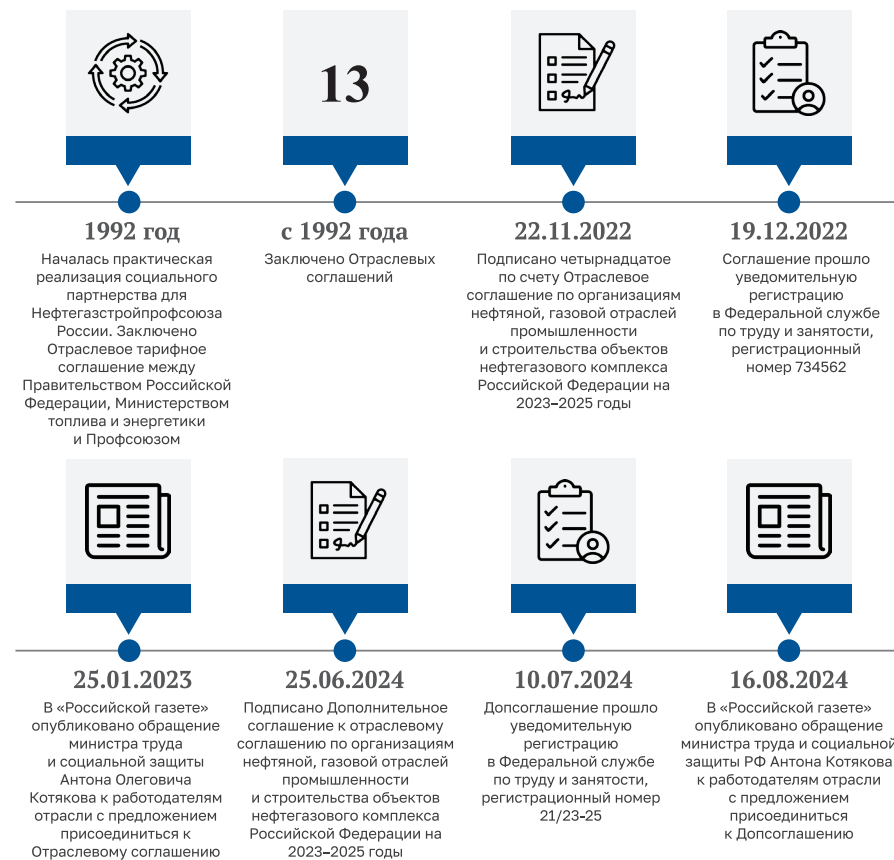 13
1992 год
Началась практическая
реализация социального
партнерства для
Нефтегазстройпрофсоюза
России. Заключено
Отраслевое тарифное
соглашение между
Правительством Российской
Федерации, Министерством
топлива и энергетики
и Профсоюзом
с 1992 года
Заключено Отраслевых
соглашений
22.11.2022
Подписано четырнадцатое
по счету Отраслевое
соглашение по организациям
нефтяной, газовой отраслей
промышленности
и строительства объектов
нефтегазового комплекса
Российской Федерации на
2023–2025 годы
19.12.2022
Соглашение прошло
уведомительную
регистрацию
в Федеральной службе
по труду и занятости,
регистрационный
номер 734562
25.01.2023
В «Российской газете»
опубликовано обращение
министра труда
и социальной защиты
Антона Олеговича
Котякова к работодателям
отрасли с предложением
присоединиться к
Отраслевому соглашению
25.06.2024
Подписано Дополнительное
соглашение к отраслевому
соглашению по организациям
нефтяной, газовой отраслей
промышленности
и строительства объектов
нефтегазового комплекса
Российской Федерации на
2023–2025 годы
10.07.2024
Допсоглашение прошло
уведомительную
регистрацию
в Федеральной службе
по труду и занятости,
регистрационный номер
21/23-25
16.08.2024
В «Российской газете»
опубликовано обращение
министра труда и социальной
защиты РФ Антона Котякова
к работодателям отрасли
с предложением
присоединиться
к Допсоглашению